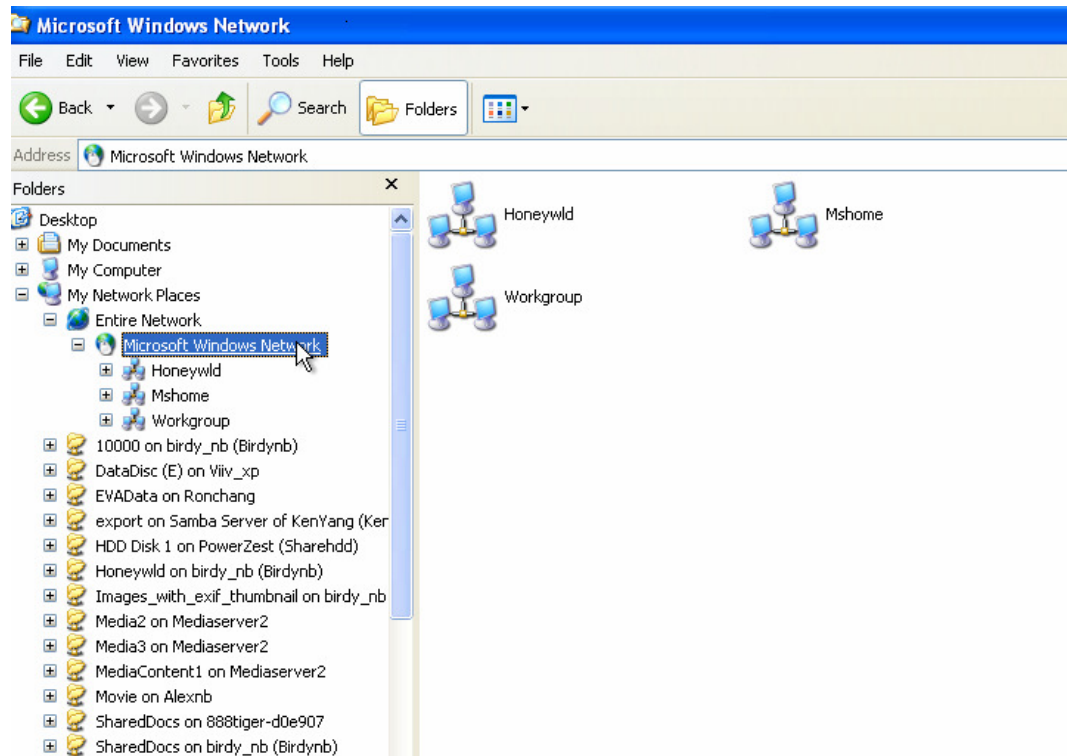 Microsoft Windows Network
File Edit View Favorites Tools Help
Back Search Folders
Address Microsoft Windows Network
Folders
Desktop
My Documents
My Computer
My Network Places
Entire Network
Microsoft Windows Network
Honeywld
Mshome
Workgroup
10000 on birdy_nb (Birdynb)
DataDisc (E) on Viiv_xp
EVAData on Ronchang
export on Samba Server of KenYang (Ker
HDD Disk 1 on PowerZest (Sharehdd)
Honeywld on birdy_nb (Birdynb)
Images_with_exif_thumbnail on birdy_nb
Media2 on Mediaserver2
Media3 on Mediaserver2
MediaContent1 on Mediaserver2
Movie on Alexnb
SharedDocs on 888tiger-d0e907
SharedDocs on birdy_nb (Birdynb)
Honeywld Mshome
Workgroup